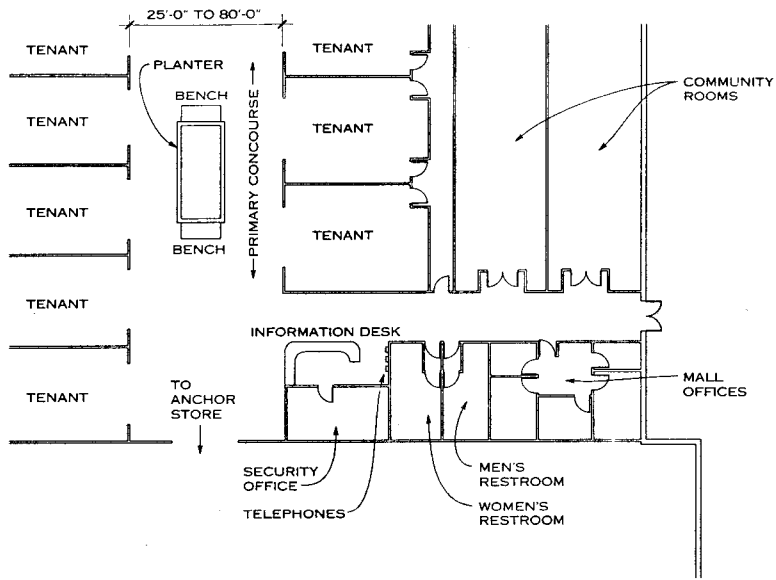 25'-0" TO 80'-0"
TENANT
TENANT
PLANTER
BENCH
COMMUNITY
ROOMS
TENANT
TENANT
PRIMARY CONCOURSE
TENANT
TENANT
BENCH
TENANT
INFORMATION DESK
TO
ANCHOR
STORE
TENANT
MALL
OFFICES
SECURITY
OFFICE
MEN'S
RESTROOM
TELEPHONES
WOMEN'S
RESTROOM